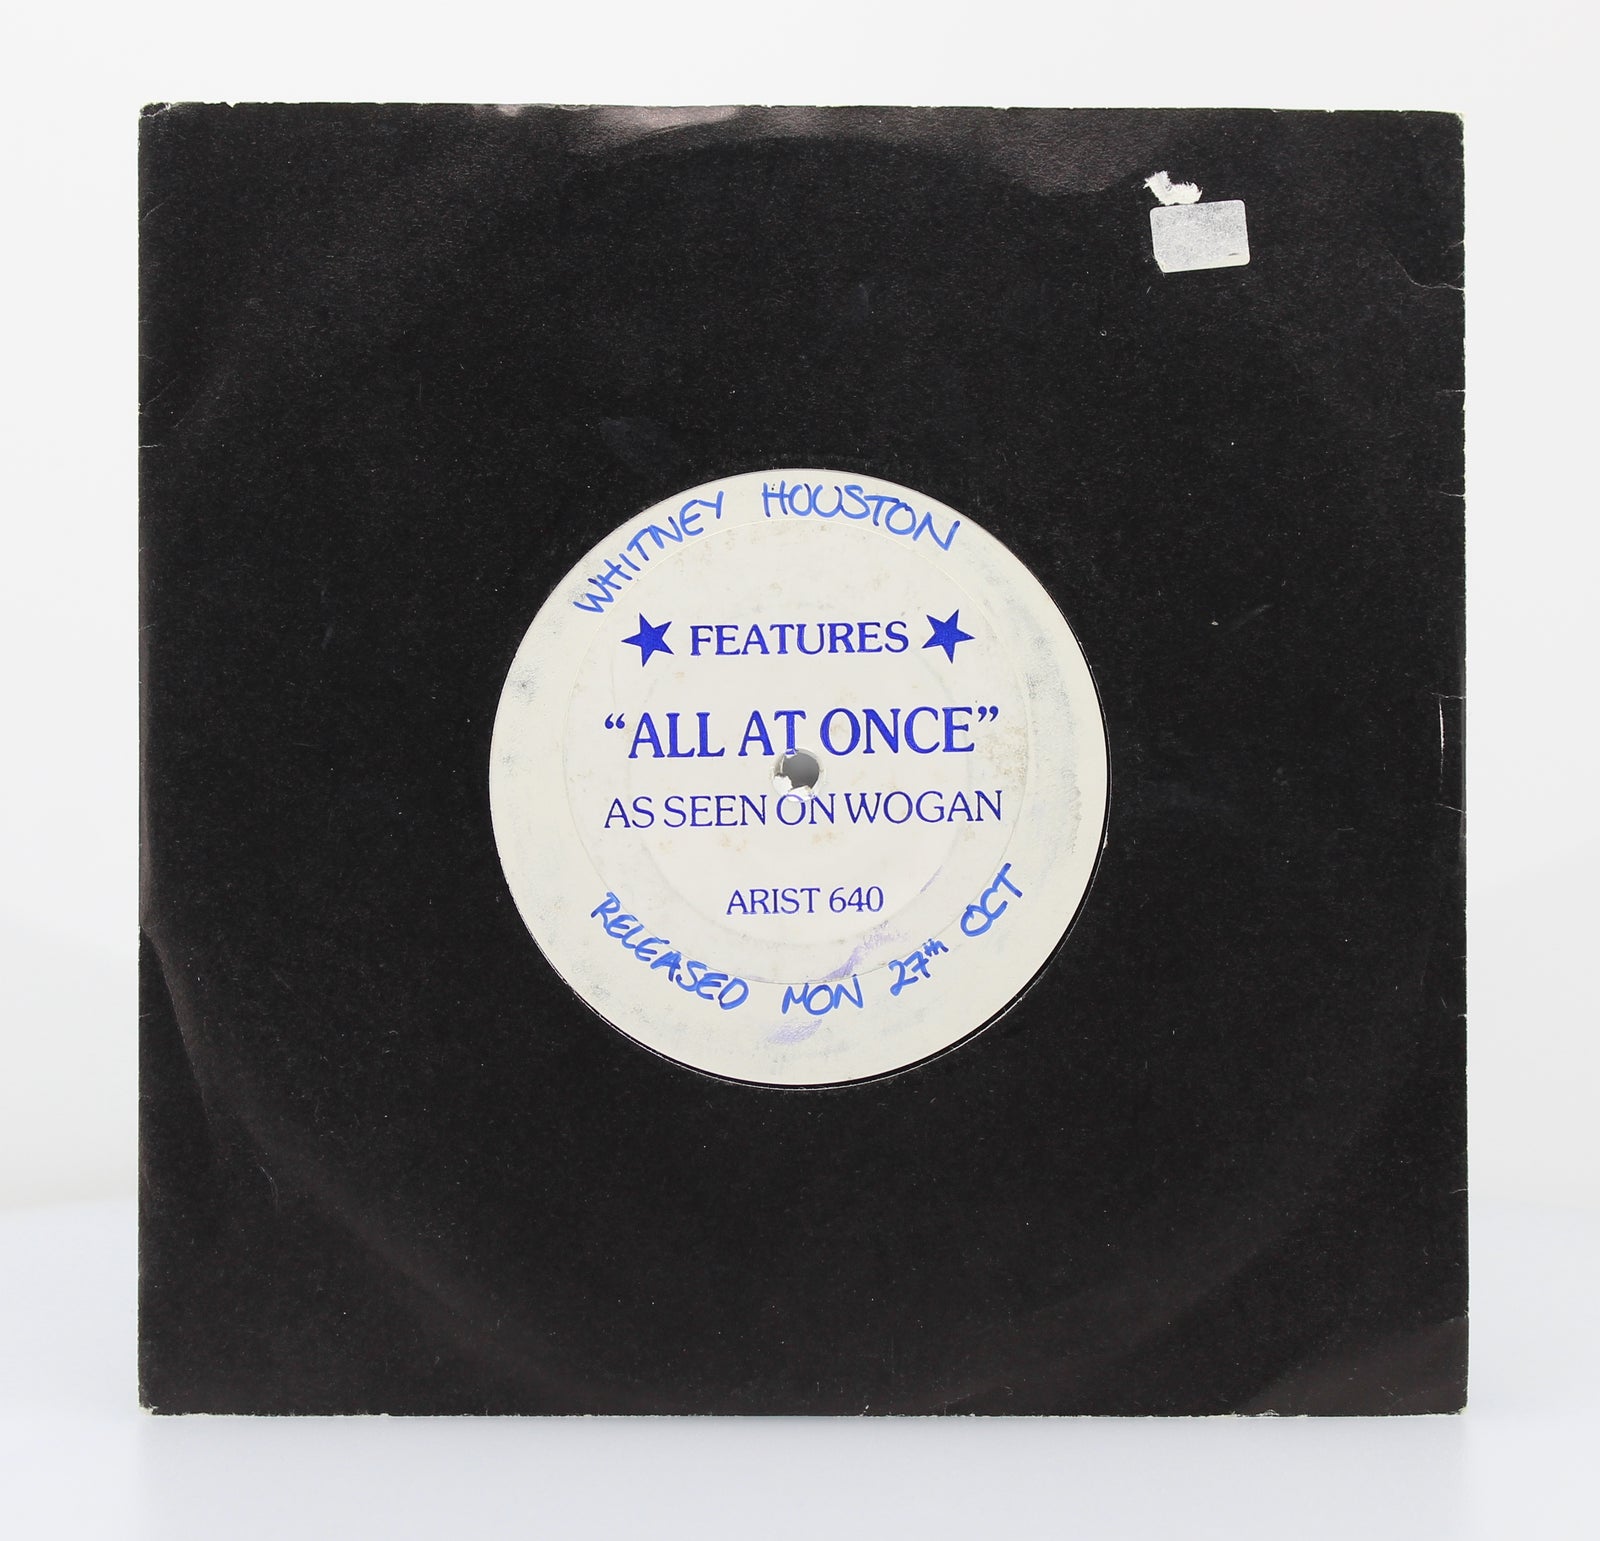 WHITNEY HOUSTON
★ FEATURES ★
“ALL AT ONCE”
AS SEEN ON WOGAN
ARIST 640
RELEASED MON 27th OCT